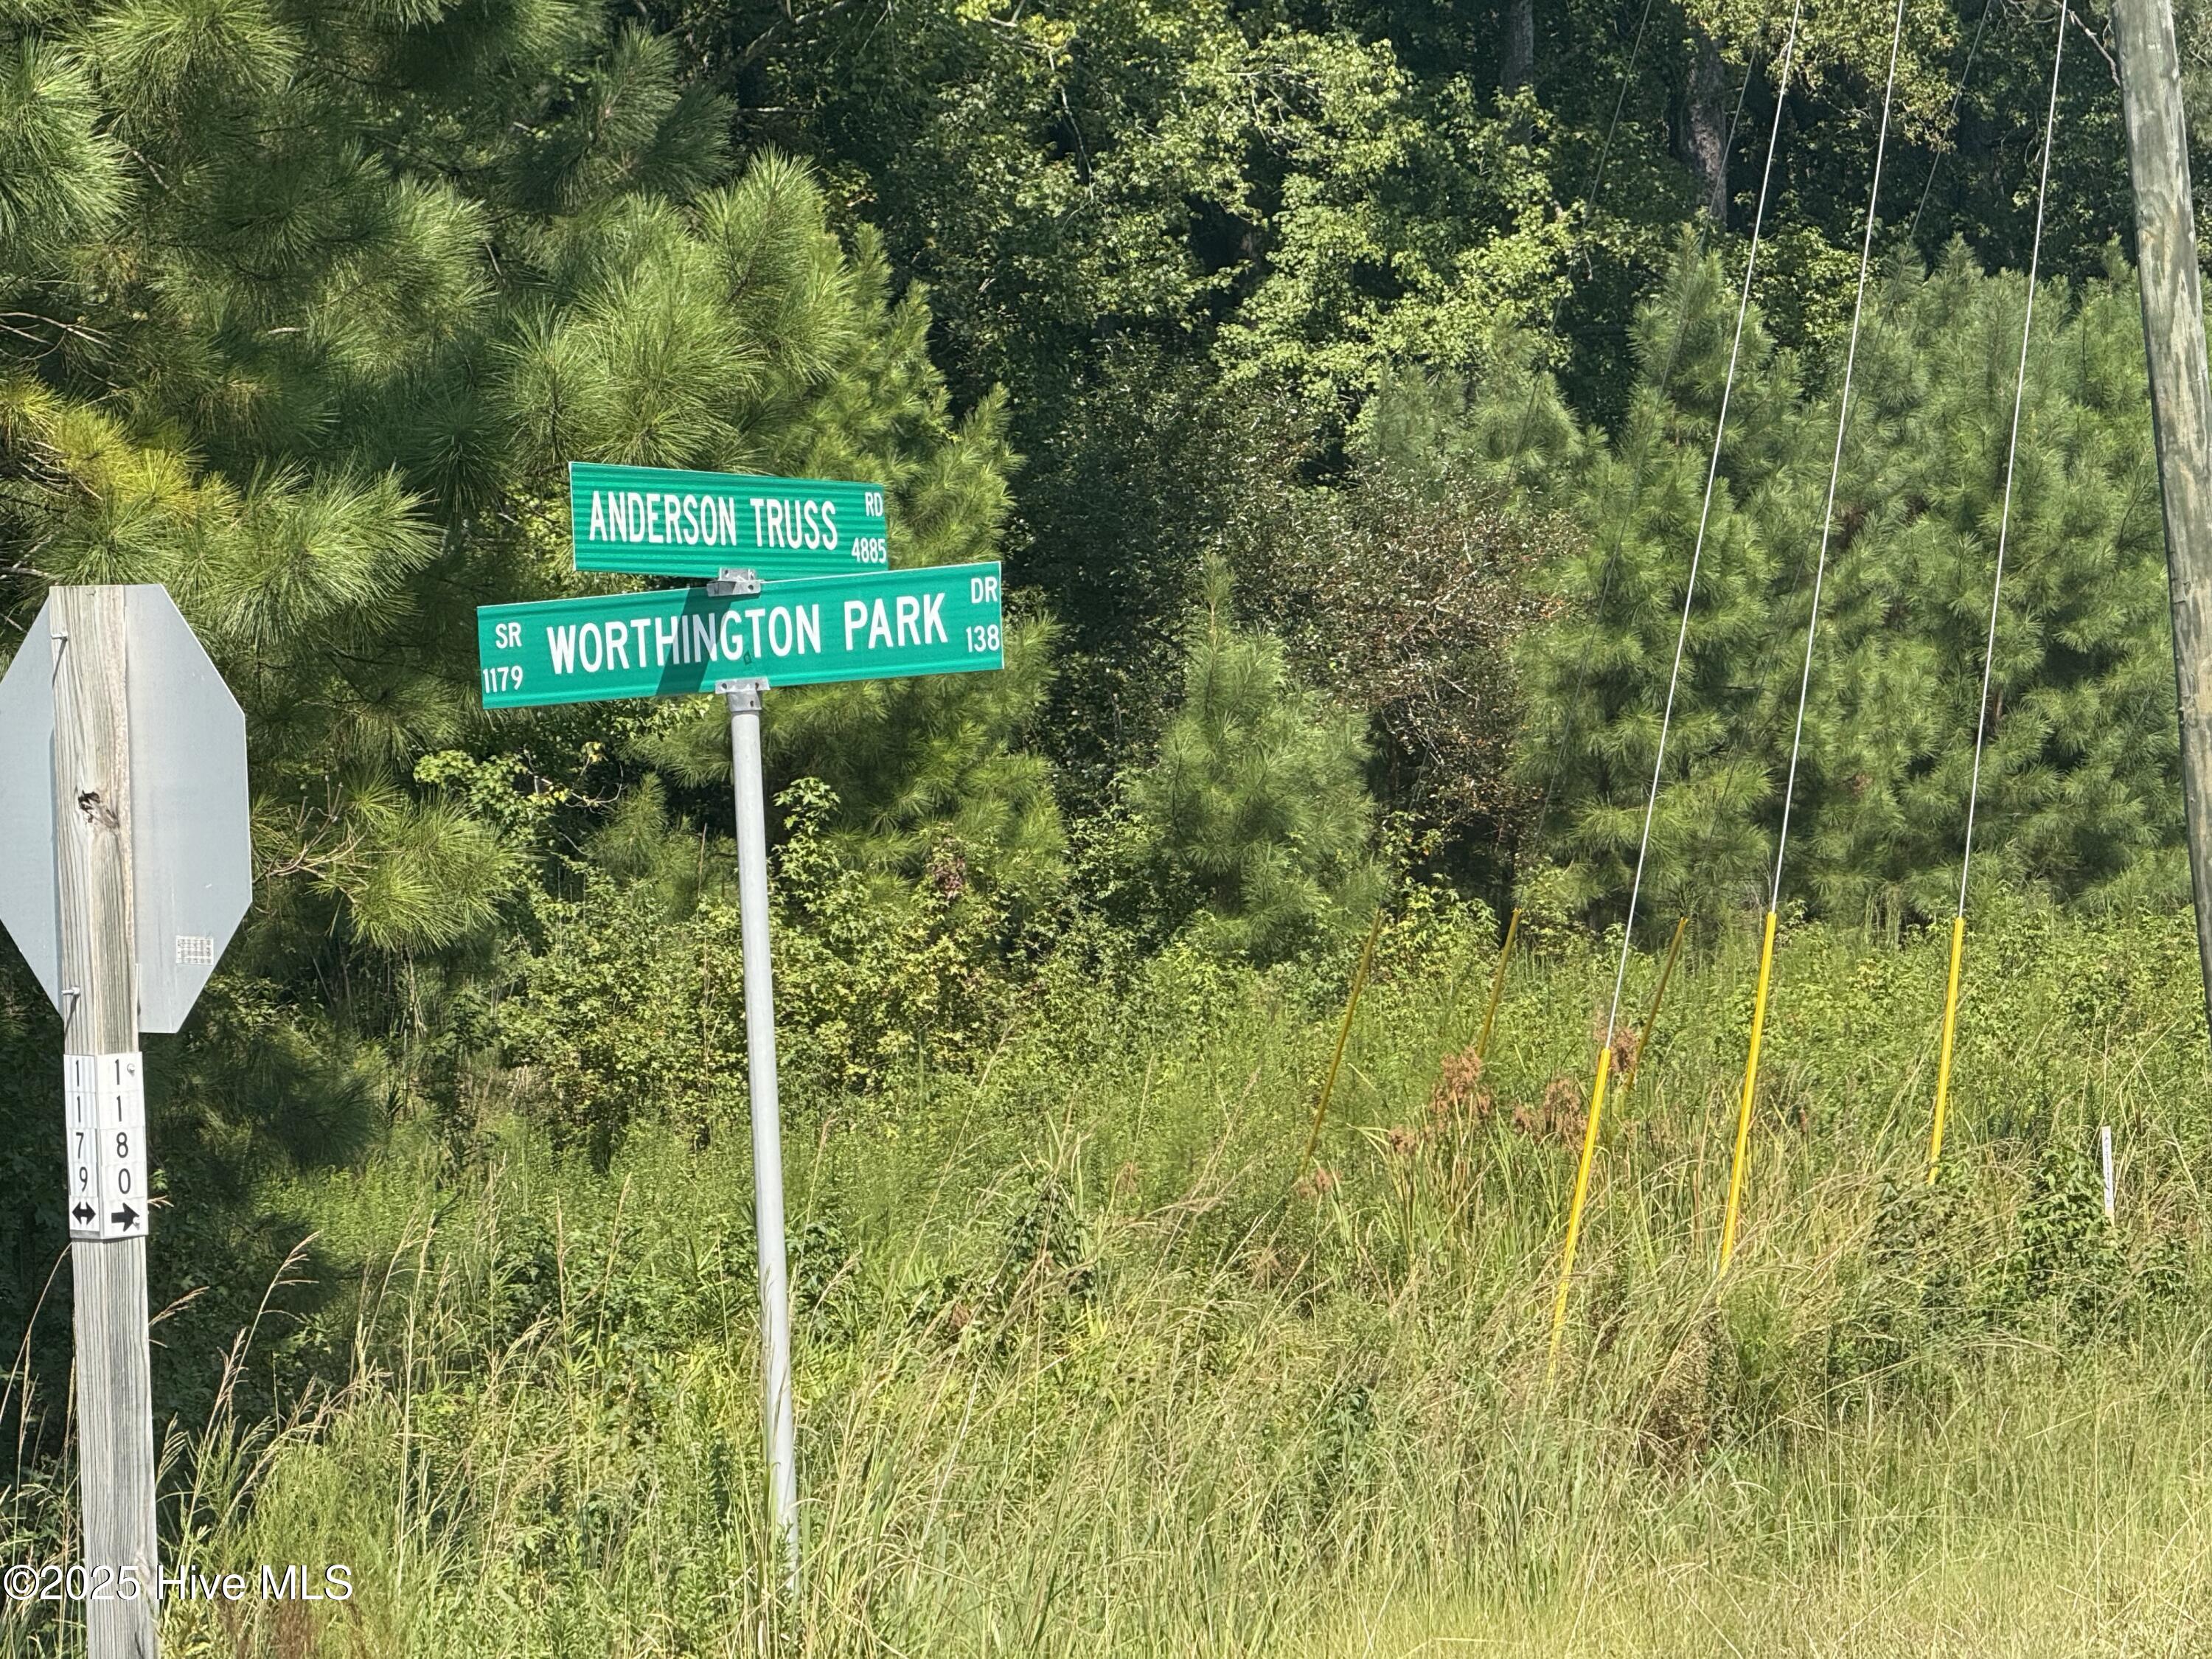 ANDERSON TRUSS RD
4885
SR WORTHINGTON PARK DR
1179 138
1179
1180
©2025 Hive MLS